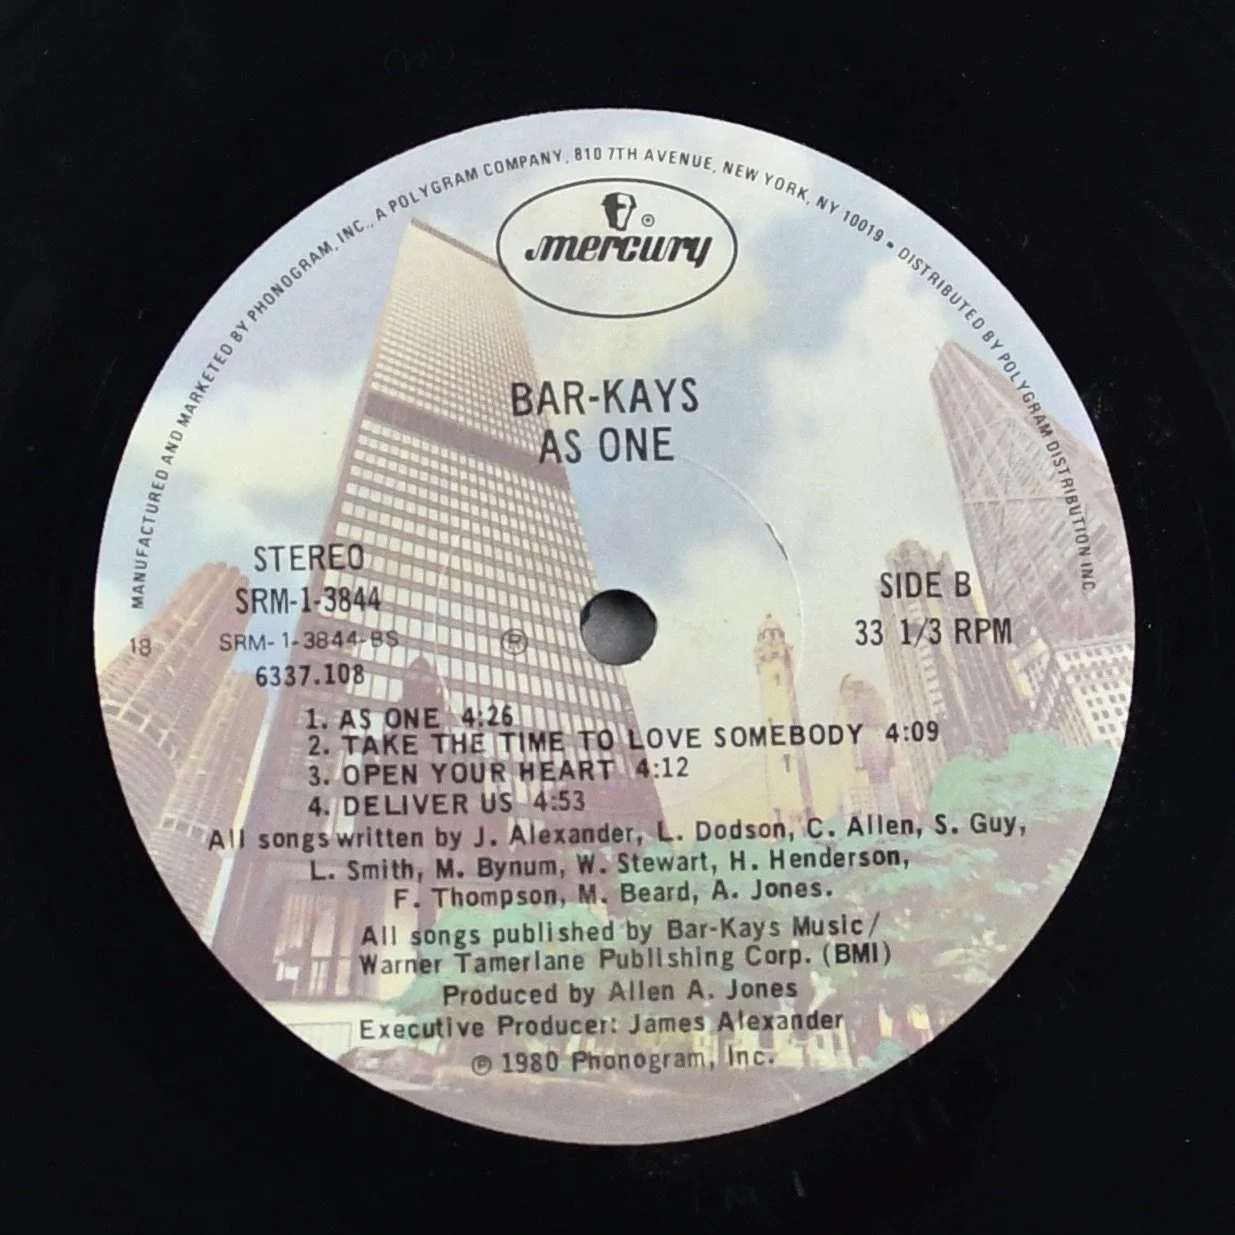 MANUFACTURED AND MARKETED BY PHONOGRAM, INC., A POLYGRAM COMPANY, 810 7TH AVENUE, NEW YORK, NY 10019 • DISTRIBUTED BY POLYGRAM DISTRIBUTION INC
mercury ®
BAR-KAYS
AS ONE
STEREO
SRM-1-3844
18 SRM-1-3844-BS
6337.108
SIDE B
33 1/3 RPM
1. AS ONE 4:26
2. TAKE THE TIME TO LOVE SOMEBODY 4:09
3. OPEN YOUR HEART 4:12
4. DELIVER US 4:53
All songs written by J. Alexander, L. Dodson, C. Allen, S. Guy,
L. Smith, M. Bynum, W. Stewart, H. Henderson,
F. Thompson, M. Beard, A. Jones.
All songs published by Bar-Kays Music/
Warner Tamerlane Publishing Corp. (BMI)
Produced by Allen A. Jones
Executive Producer: James Alexander
℗ 1980 Phonogram, Inc.